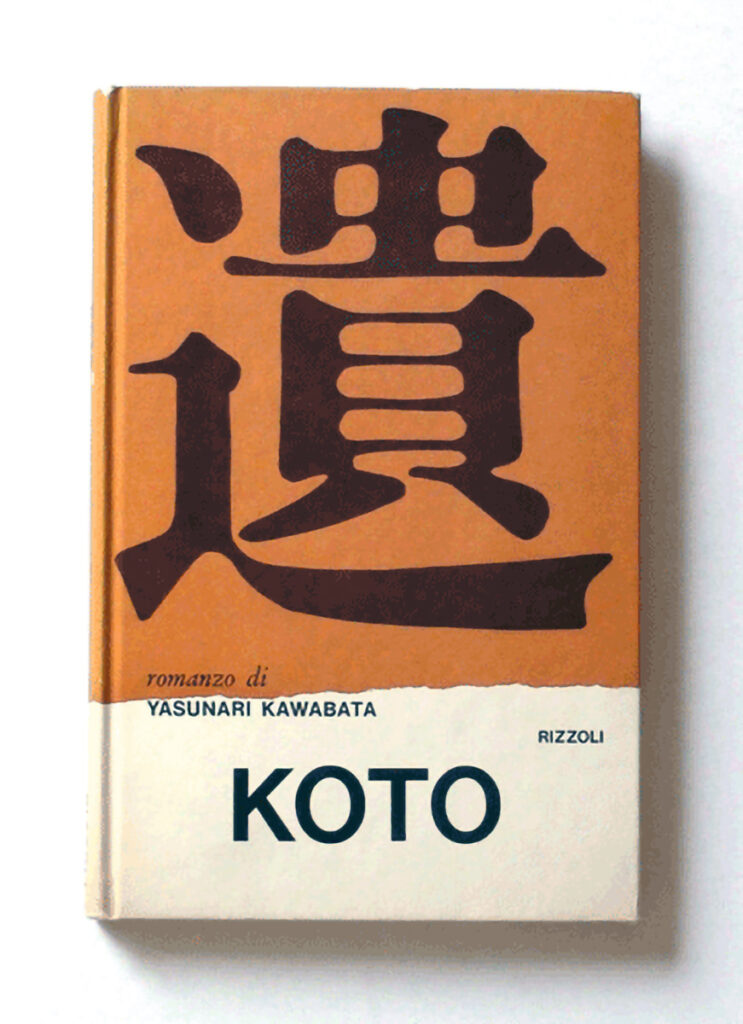 遺
romanzo di
YASUNARI KAWABATA
RIZZOLI
KOTO